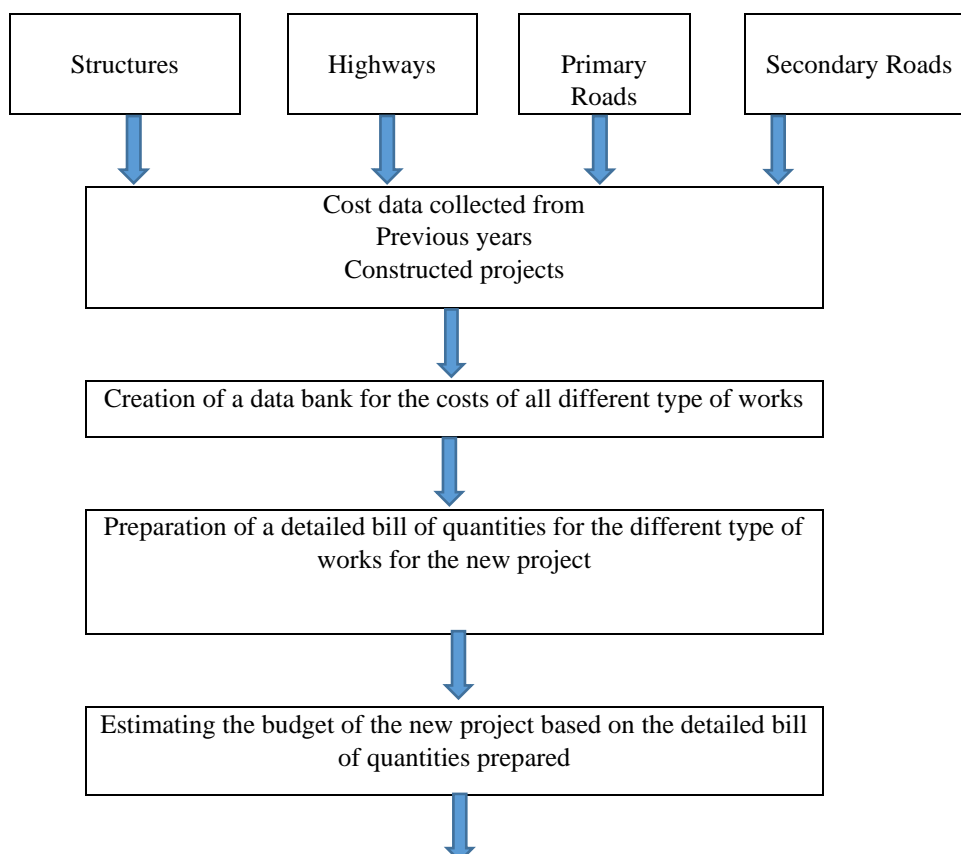 Structures
Highways
Primary
Roads
Secondary Roads
Cost data collected from
Previous years
Constructed projects
Creation of a data bank for the costs of all different type of works
Preparation of a detailed bill of quantities for the different type of
works for the new project
Estimating the budget of the new project based on the detailed bill
of quantities prepared